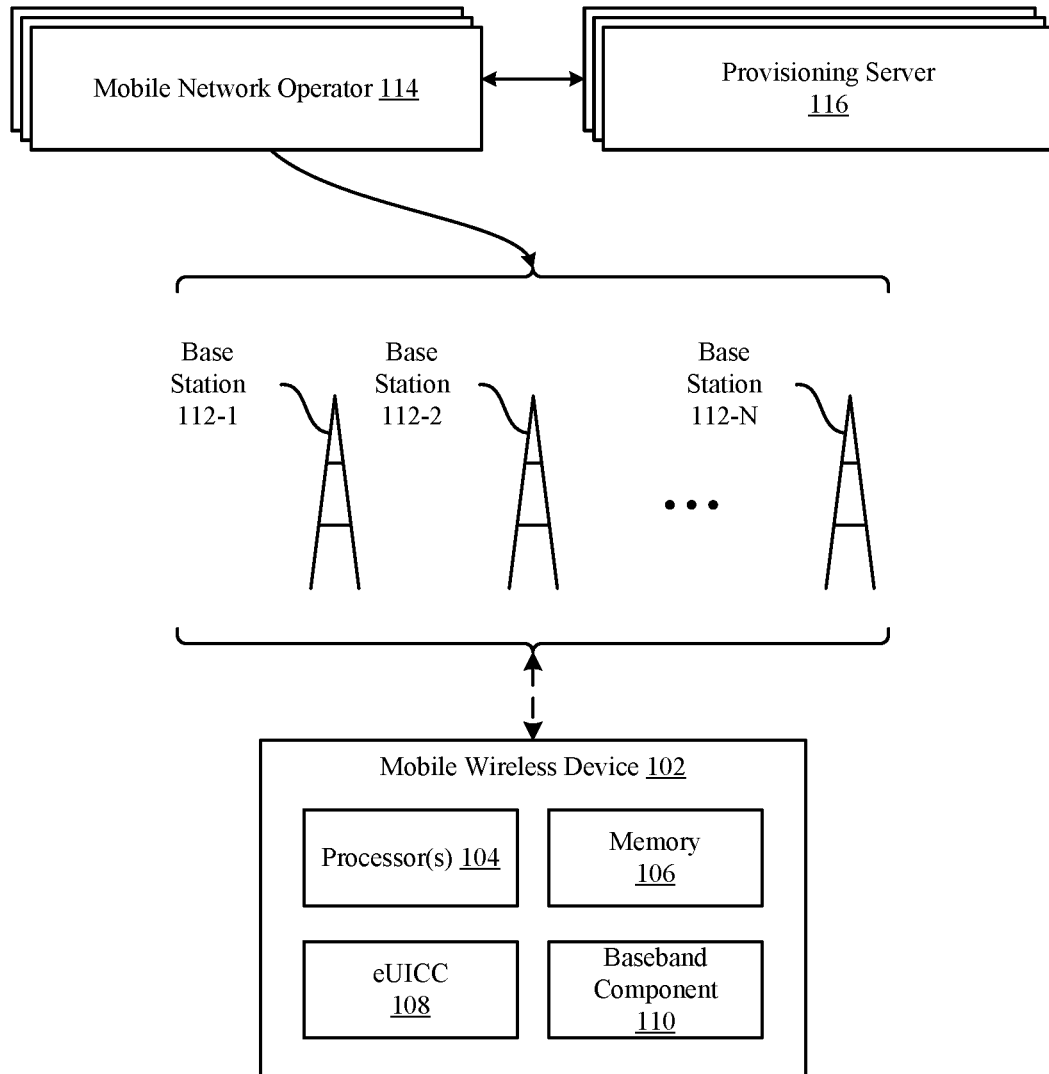 Mobile Network Operator 114
Provisioning Server
116
Base
Station
112-1
Base
Station
112-2
Base
Station
112-N
Mobile Wireless Device 102
Processor(s) 104
Memory
106
eUICC
108
Baseband
Component
110